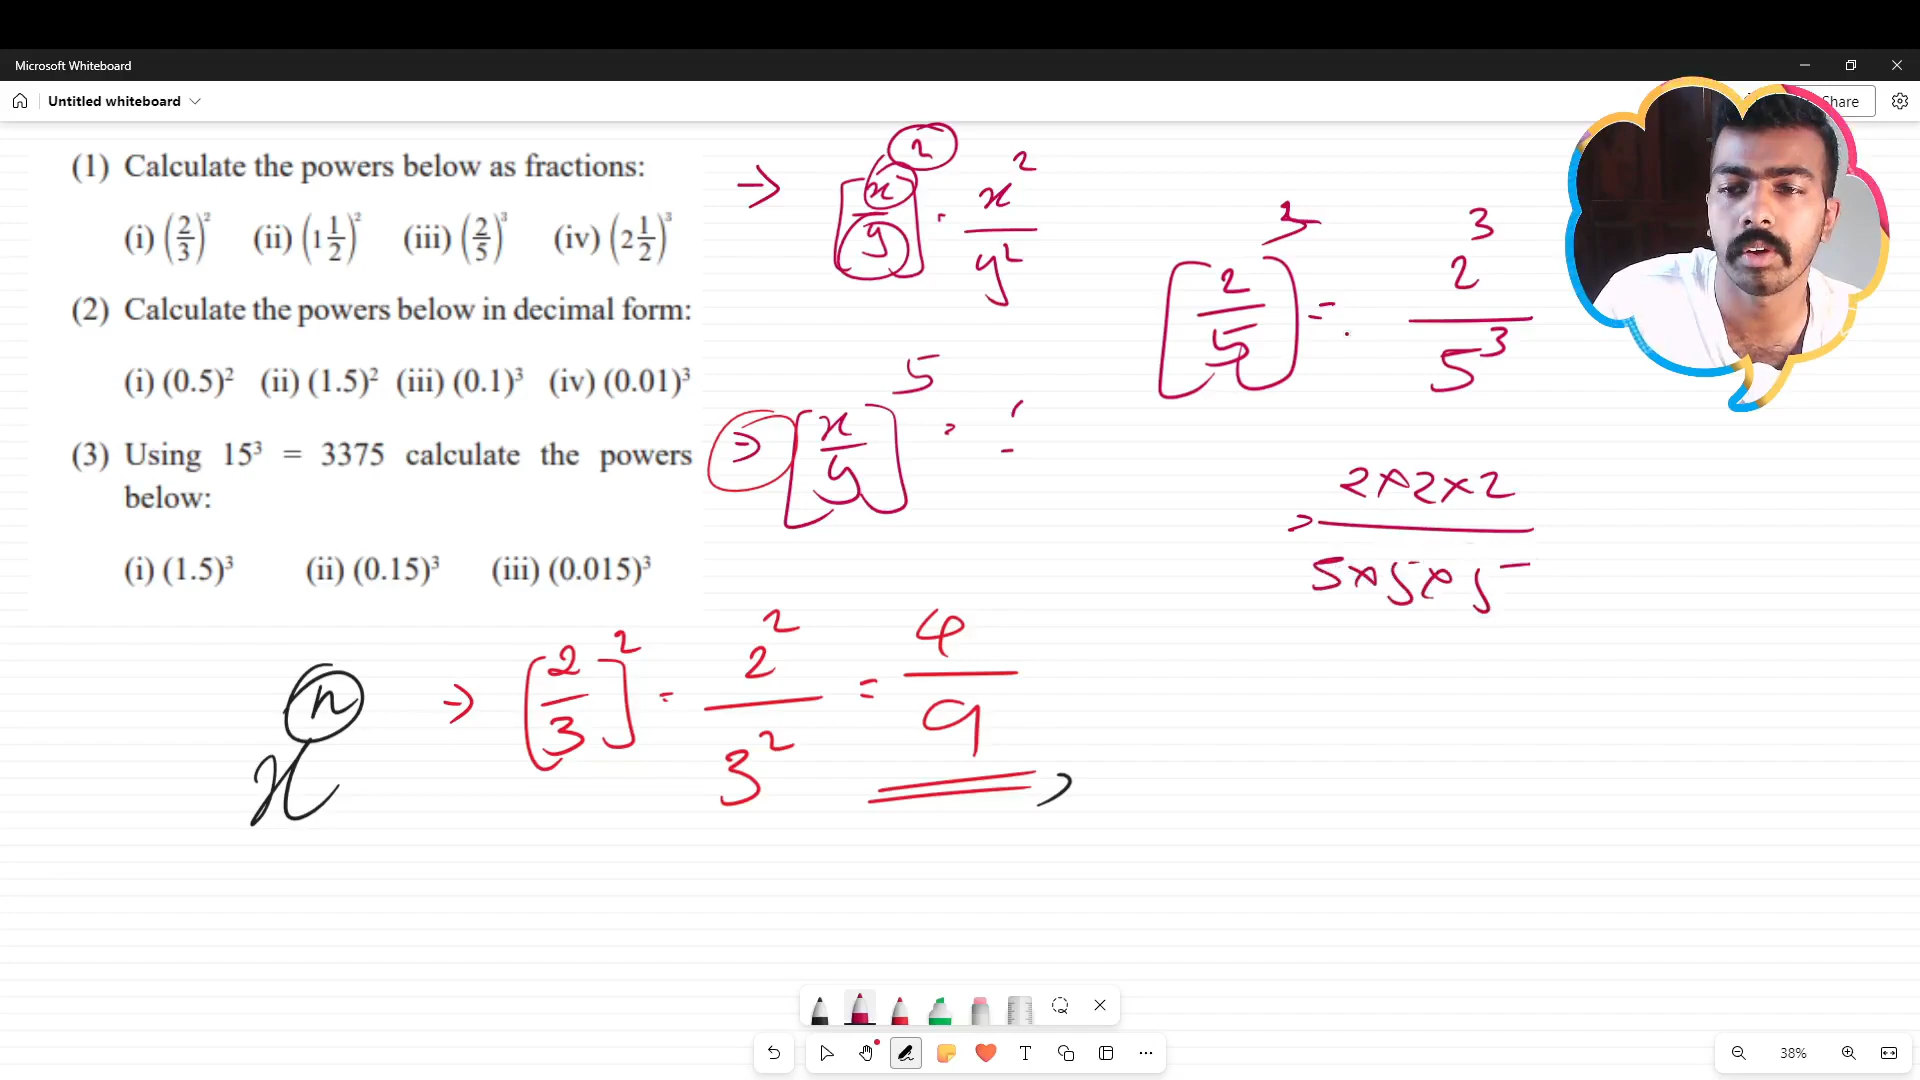 Microsoft Whiteboard
Untitled whiteboard
Share
(1) Calculate the powers below as fractions:
(i) (2/3)² (ii) (1 1/2)² (iii) (2/5)³ (iv) (2 1/2)³
(2) Calculate the powers below in decimal form:
(i) (0.5)² (ii) (1.5)² (iii) (0.1)³ (iv) (0.01)³
(3) Using 15³ = 3375 calculate the powers
below:
(i) (1.5)³ (ii) (0.15)³ (iii) (0.015)³
→ [x/y]² = x²/y²
⇒ [x/y]⁵ =
[2/5]³ = 2³/5³
2×2×2
5×5×5
xⁿ
→ [2/3]² = 2²/3² = 4/9
38%